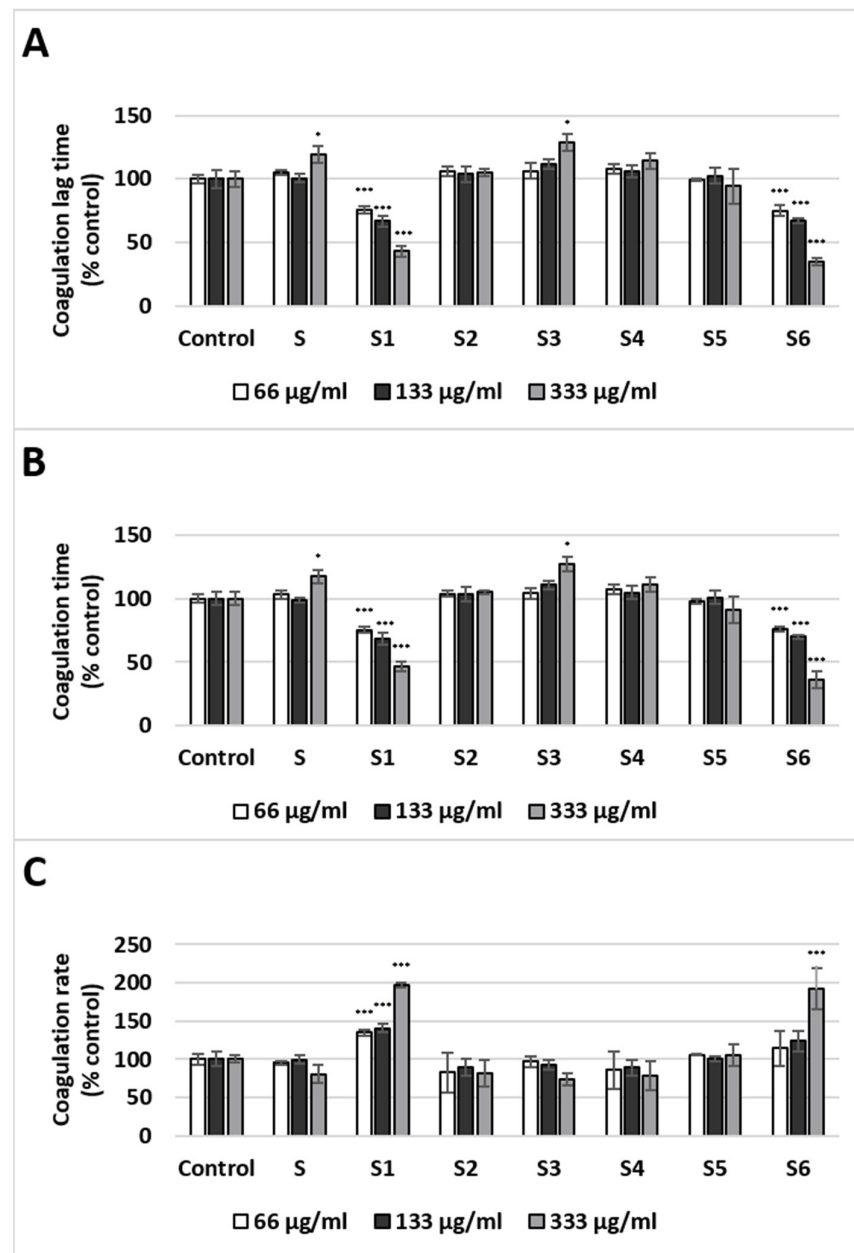 A
Coagulation lag time
(% control)
150
100
50
0
* *** *** *** * *** *** ***
Control S S1 S2 S3 S4 S5 S6
66 µg/ml 133 µg/ml 333 µg/ml
B
Coagulation time
(% control)
150
100
50
0
* *** *** *** * *** *** ***
Control S S1 S2 S3 S4 S5 S6
66 µg/ml 133 µg/ml 333 µg/ml
C
Coagulation rate
(% control)
250
200
150
100
50
0
*** *** *** ***
Control S S1 S2 S3 S4 S5 S6
66 µg/ml 133 µg/ml 333 µg/ml